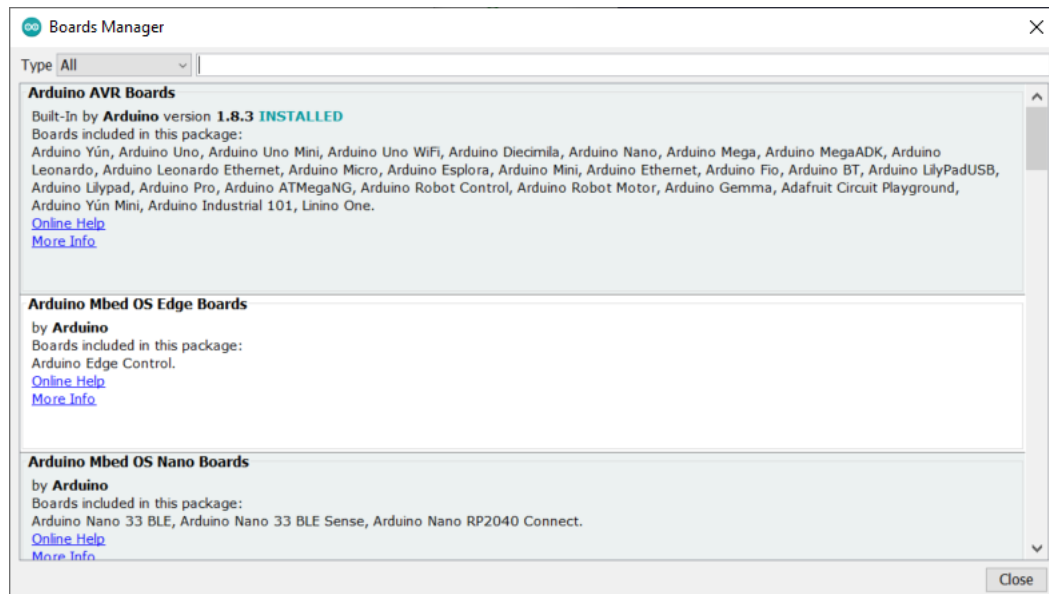 Boards Manager
Type All
Arduino AVR Boards
Built-In by Arduino version 1.8.3 INSTALLED
Boards included in this package:
Arduino Yún, Arduino Uno, Arduino Uno Mini, Arduino Uno WiFi, Arduino Diecimila, Arduino Nano, Arduino Mega, Arduino MegaADK, Arduino
Leonardo, Arduino Leonardo Ethernet, Arduino Micro, Arduino Esplora, Arduino Mini, Arduino Ethernet, Arduino Fio, Arduino BT, Arduino LilyPadUSB,
Arduino Lilypad, Arduino Pro, Arduino ATMegaNG, Arduino Robot Control, Arduino Robot Motor, Arduino Gemma, Adafruit Circuit Playground,
Arduino Yún Mini, Arduino Industrial 101, Linino One.
Online Help
More Info
Arduino Mbed OS Edge Boards
by Arduino
Boards included in this package:
Arduino Edge Control.
Online Help
More Info
Arduino Mbed OS Nano Boards
by Arduino
Boards included in this package:
Arduino Nano 33 BLE, Arduino Nano 33 BLE Sense, Arduino Nano RP2040 Connect.
Online Help
More Info
Close